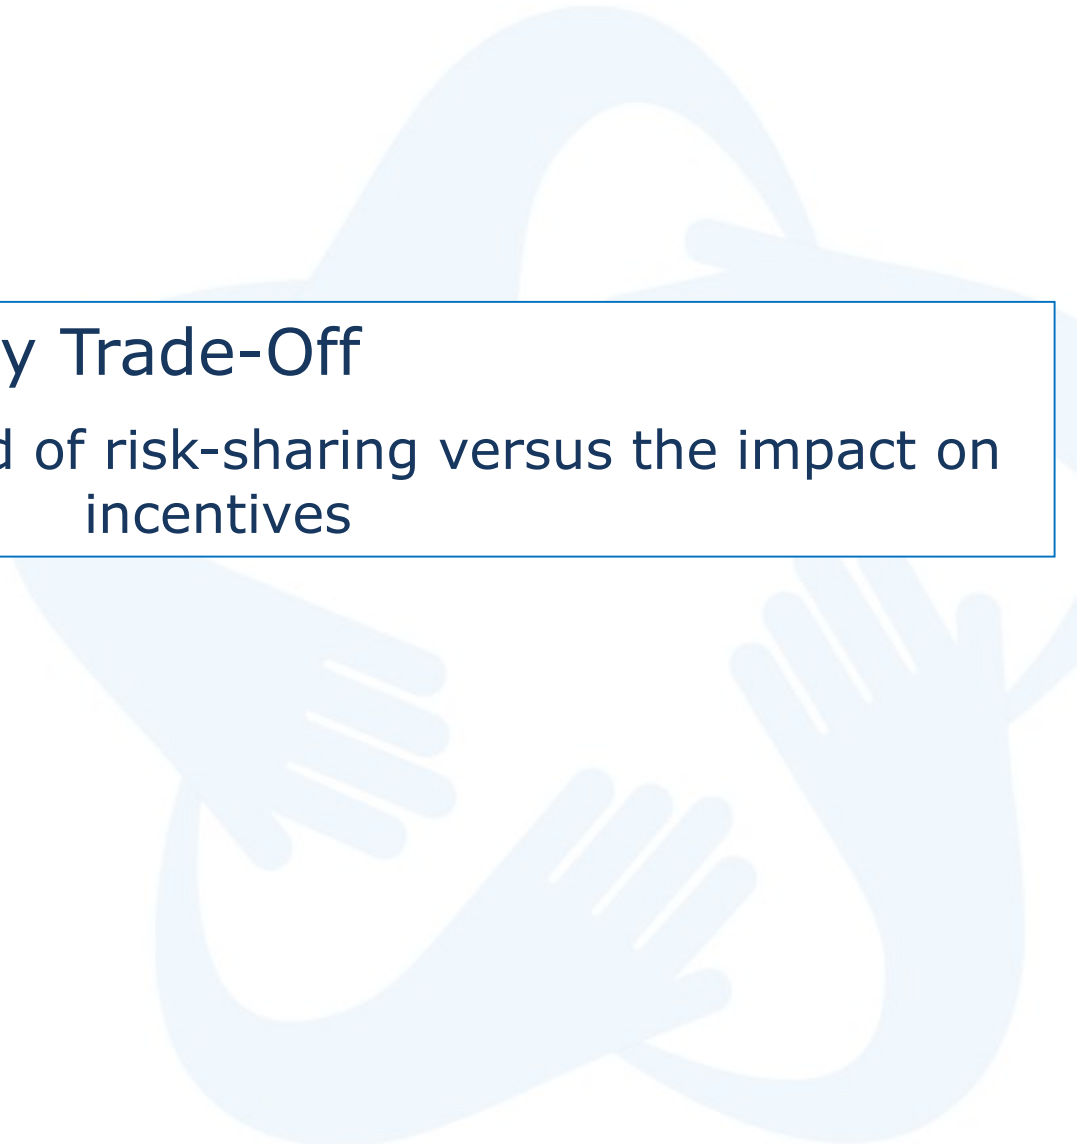 y Trade-Off
d of risk-sharing versus the impact on
incentives